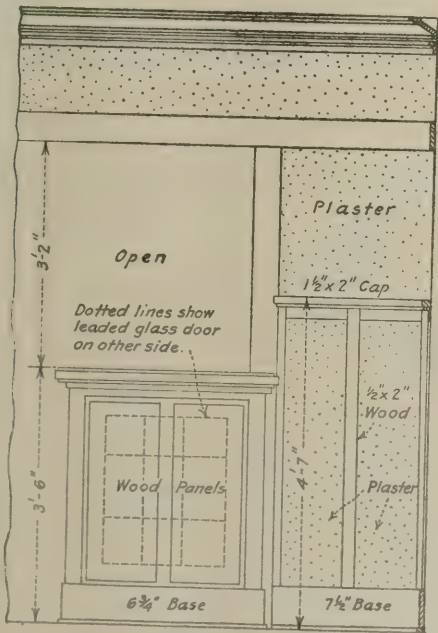 Plaster
3'-2"
Open
1½"x 2" Cap
Dotted lines show
leaded glass door
on other side.
½"x 2"
Wood
3'-6"
4'-7"
Wood Panels
Plaster
6¾" Base
7½" Base